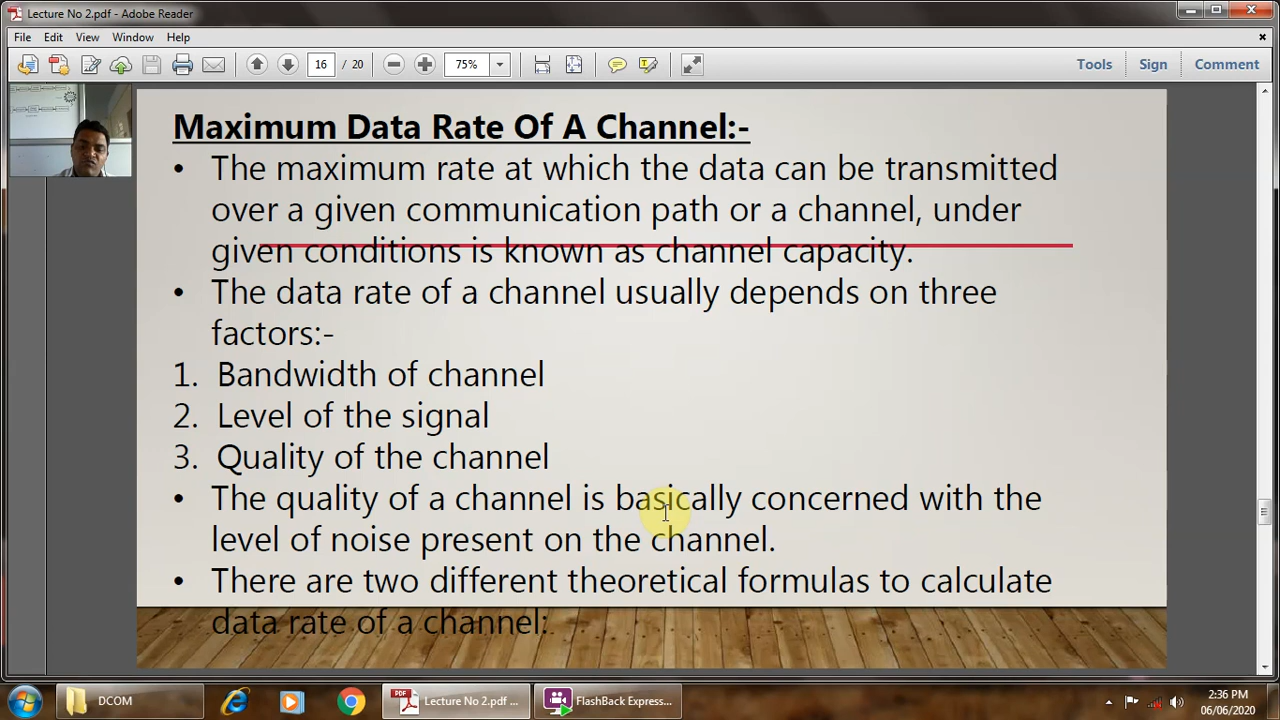 Lecture No 2.pdf - Adobe Reader
File Edit View Window Help
16 / 20 75% Tools Sign Comment
Maximum Data Rate Of A Channel:-
• The maximum rate at which the data can be transmitted
over a given communication path or a channel, under
given conditions is known as channel capacity.
• The data rate of a channel usually depends on three
factors:-
1. Bandwidth of channel
2. Level of the signal
3. Quality of the channel
• The quality of a channel is basically concerned with the
level of noise present on the channel.
• There are two different theoretical formulas to calculate
data rate of a channel:
DCOM Lecture No 2.pdf ... FlashBack Express... 2:36 PM
06/06/2020